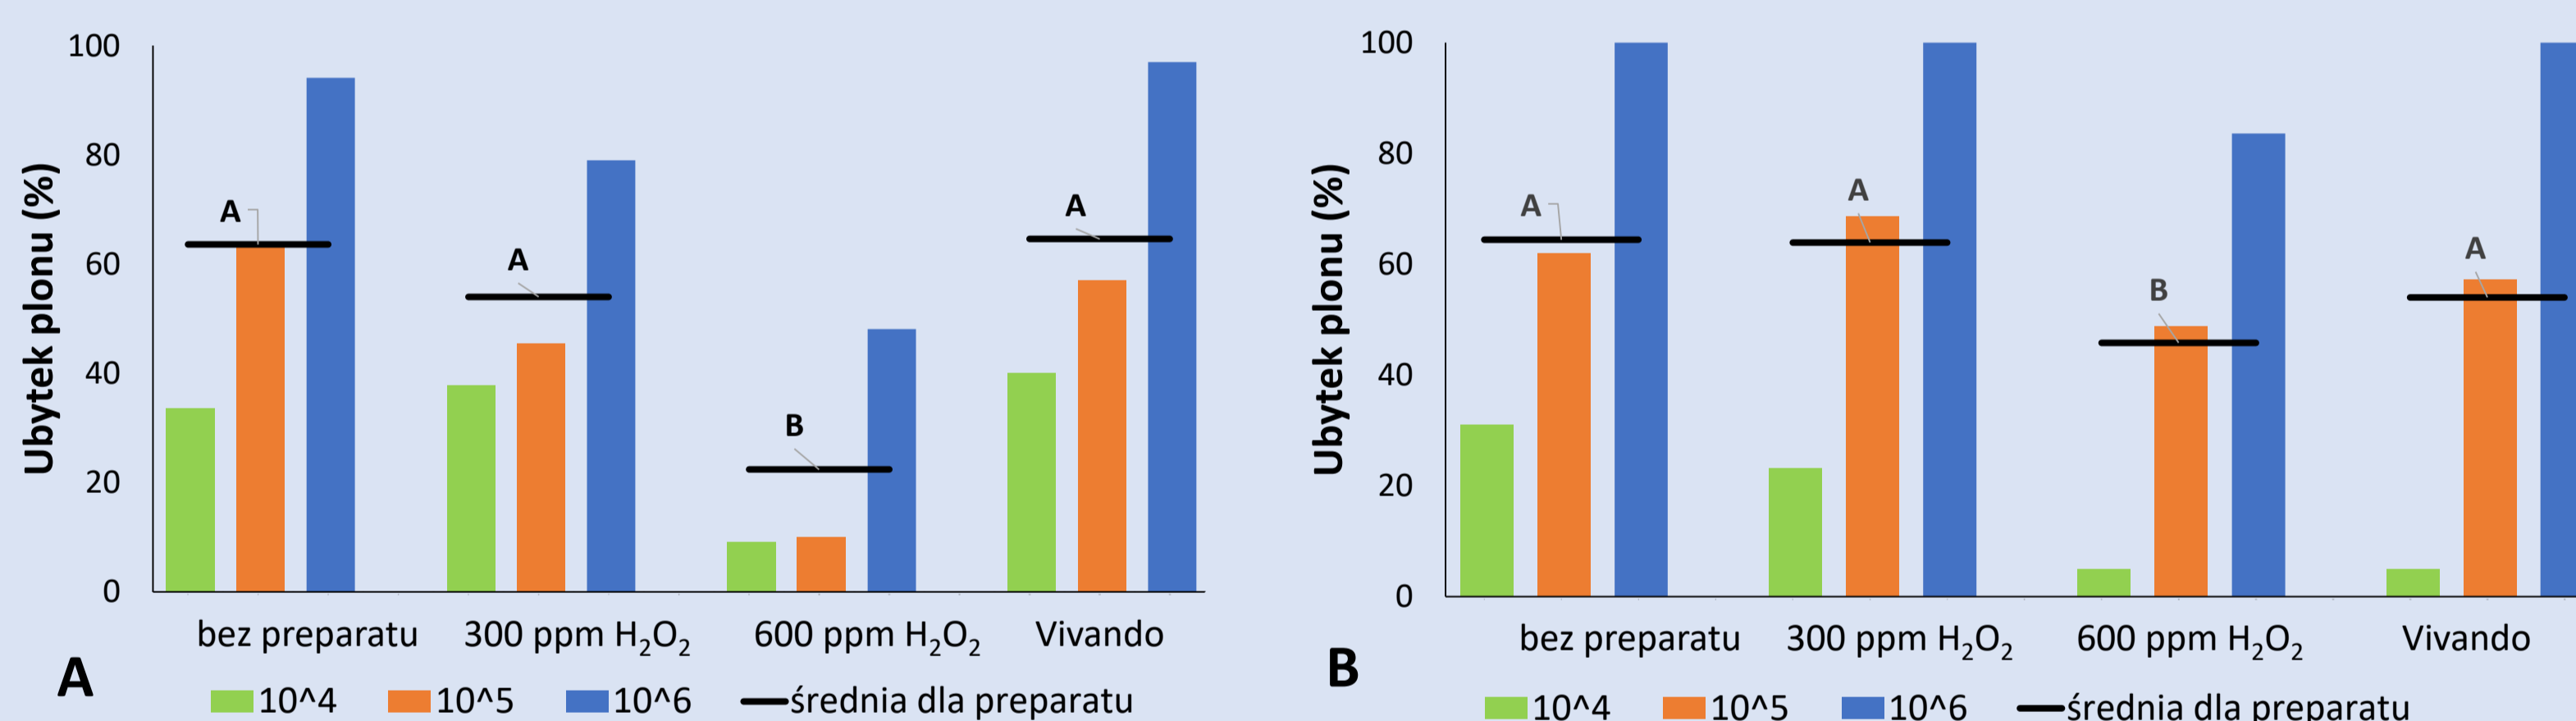 Ubytek plonu (%)
100
80
60
40
20
0
A
A
B
A
bez preparatu
300 ppm H₂O₂
600 ppm H₂O₂
Vivando
A
10^4
10^5
10^6
średnia dla preparatu
Ubytek plonu (%)
100
80
60
40
20
0
A
A
B
A
bez preparatu
300 ppm H₂O₂
600 ppm H₂O₂
Vivando
B
10^4
10^5
10^6
średnia dla preparatu